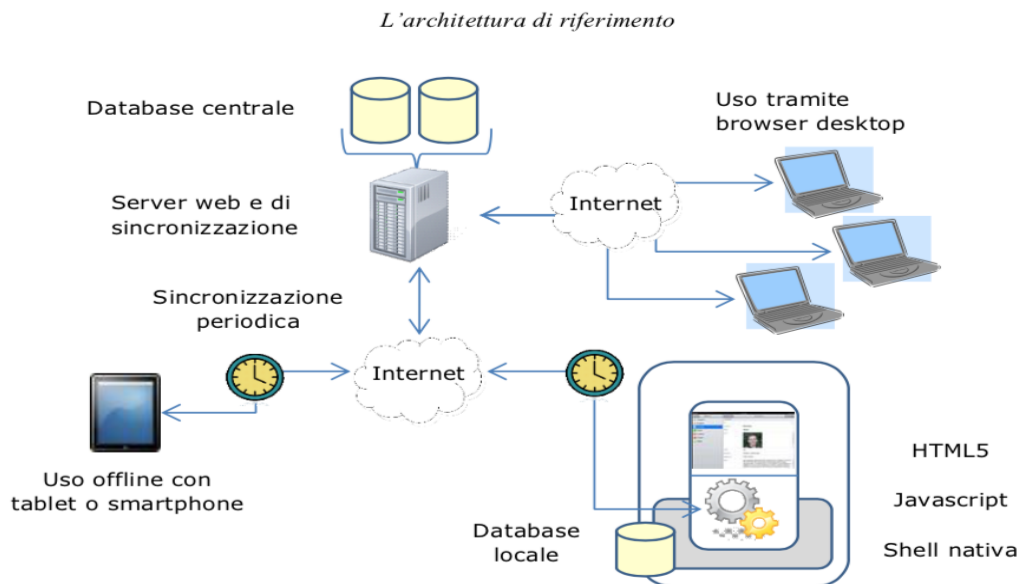 L'architettura di riferimento
Database centrale
Uso tramite
browser desktop
Server web e di
sincronizzazione
Internet
Sincronizzazione
periodica
Internet
Uso offline con
tablet o smartphone
Database
locale
HTML5
Javascript
Shell nativa